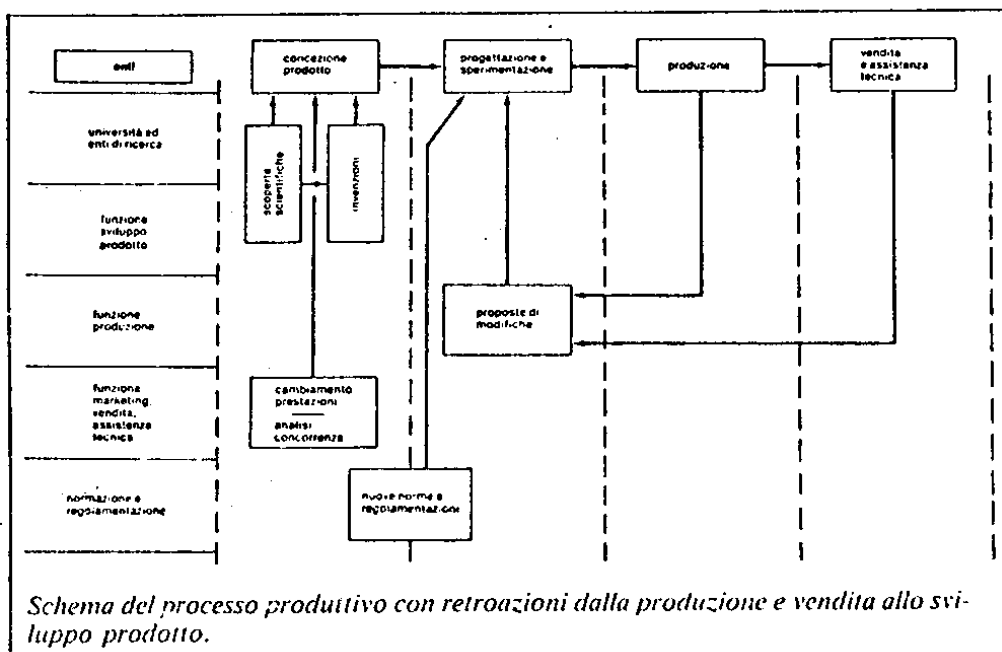 enti
concezione
prodotto
progettazione e
sperimentazione
produzione
vendita
e assistenza
tecnica
università ed
enti di ricerca
scoperte
scientifiche
invenzioni
funzione
sviluppo
prodotto
funzione
produzione
proposte di
modifiche
funzione
marketing,
vendita,
assistenza
tecnica
cambiamento
prestazioni
analisi
concorrenza
normazione e
regolamentazione
nuove norme e
regolamentazioni
Schema del processo produttivo con retroazioni dalla produzione e vendita allo svi-
luppo prodotto.